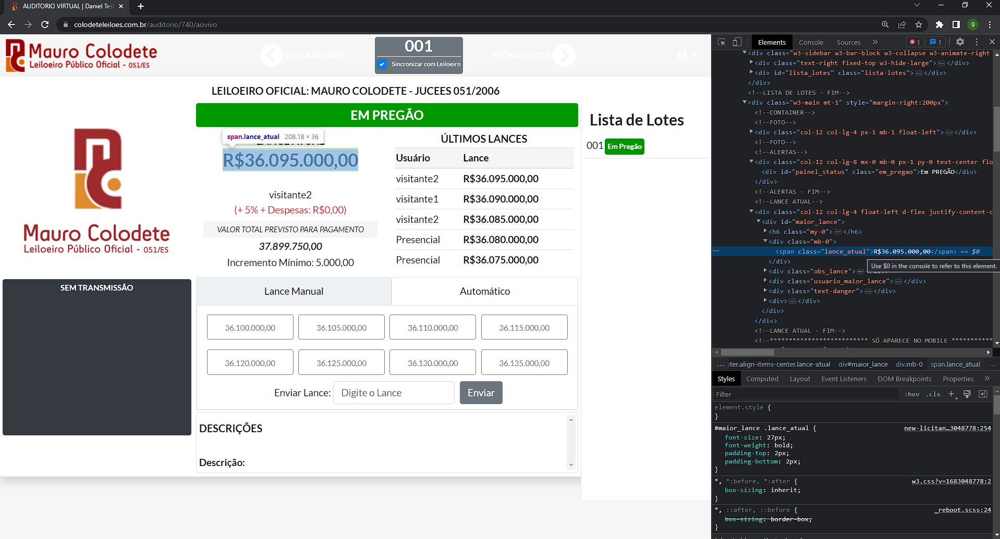 AUDITORIO VIRTUAL | Daniel Tes
colodeteleiloes.com.br/auditorio/740/aovivo
g
Mauro Colodete
Leiloeiro Público Oficial - 051/ES
LOTE ANTERIOR
001
Sincronizar com Leiloeiro
PRÓXIMO LOTE
LEILOEIRO OFICIAL: MAURO COLODETE - JUCEES 051/2006
EM PREGÃO
span.lance_atual 208.18 × 36
R$36.095.000,00
visitante2
(+ 5% + Despesas: R$0,00)
VALOR TOTAL PREVISTO PARA PAGAMENTO
37.899.750,00
Incremento Mínimo: 5.000,00
ÚLTIMOS LANCES
Usuário Lance
visitante2 R$36.095.000,00
visitante1 R$36.090.000,00
visitante2 R$36.085.000,00
Presencial R$36.080.000,00
Presencial R$36.075.000,00
Lista de Lotes
001 Em Pregão
Mauro Colodete
Leiloeiro Público Oficial - 051/ES
SEM TRANSMISSÃO
Lance Manual Automático
36.100.000,00 36.105.000,00 36.110.000,00 36.115.000,00
36.120.000,00 36.125.000,00 36.130.000,00 36.135.000,00
Enviar Lance: Digite o Lance Enviar
DESCRIÇÕES
Descrição:
Elements Console Sources » 1 1
<div class="w3-sidebar w3-bar-block w3-collapse w3-animate-right
<div class="text-right fixed-top w3-hide-large">…</div>
<div id="lista_lotes" class="lista-lotes">…</div>
</div>
<!--LISTA DE LOTES - FIM-->
<div class="w3-main mt-1" style="margin-right:200px">
<!--CONTAINER-->
<!--FOTO-->
<div class="col-12 col-lg-4 px-1 mb-1 float-left">…</div>
<!--FOTO-->
<!--ALERTAS-->
<div class="col-12 col-lg-8 mx-0 mb-0 px-1 py-0 text-center flo
<div id="painel_status" class="em_pregao">Em PREGÃO</div>
</div>
<!--ALERTAS - FIM-->
<!--LANCE ATUAL-->
<div class="col-12 col-lg-4 float-left d-flex justify-content-c
<div id="maior_lance">
<h6 class="my-0">…</h6>
<div class="mb-0">
<span class="lance_atual">R$36.095.000,00</span> == $0
</div>
Use $0 in the console to refer to this element.
<div class="obs_lance">…</div>
<div class="usuario_maior_lance">…</div>
<div class="text-danger">…</div>
<div>…</div>
</div>
</div>
<!--LANCE ATUAL - FIM-->
<!--************************** SÓ APARECE NO MOBILE ***********
… ter.align-items-center.lance-atual div#maior_lance div.mb-0 span.lance_atual …
Styles Computed Layout Event Listeners DOM Breakpoints Properties »
Filter :hov .cls +
element.style {
}
#maior_lance .lance_atual { new-licitan…3048778:254
font-size: 27px;
font-weight: bold;
padding-top: 2px;
padding-bottom: 2px;
}
*, *:before, *:after { w3.css?v=1683048778:2
box-sizing: inherit;
}
*, ::after, ::before { _reboot.scss:24
box-sizing: border-box;
}